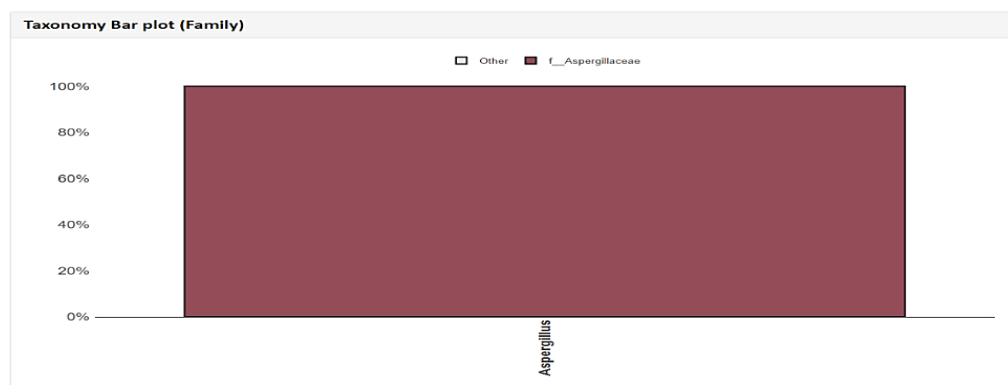 Taxonomy Bar plot (Family)
Other f__Aspergillaceae
100%
80%
60%
40%
20%
0%
Aspergillus